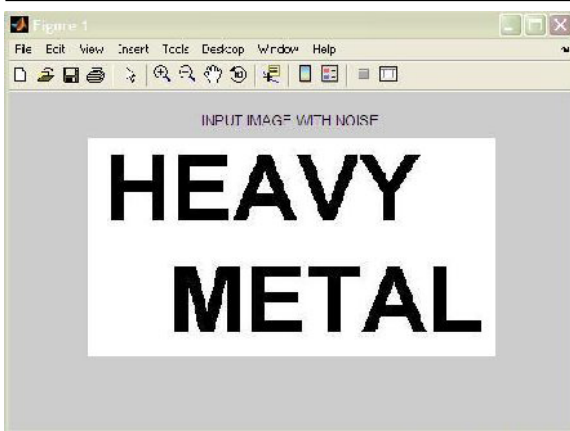 Figure 1
File Edit View Insert Tools Desktop Window Help
INPUT IMAGE WITH NOISE
HEAVY
METAL